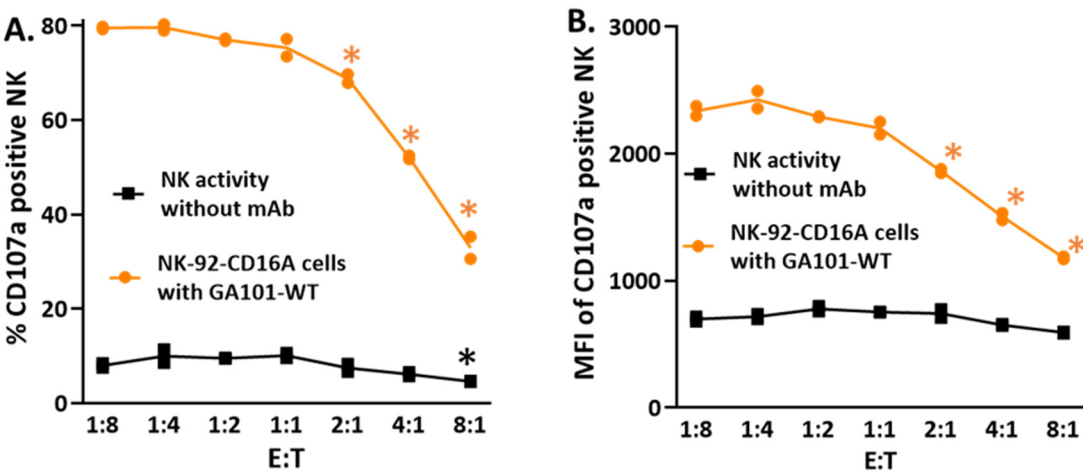 A.
% CD107a positive NK
80
60
40
20
0
*
*
*
*
NK activity
without mAb
NK-92-CD16A cells
with GA101-WT
1:8 1:4 1:2 1:1 2:1 4:1 8:1
E:T
B.
MFI of CD107a positive NK
3000
2000
1000
0
*
*
*
NK activity
without mAb
NK-92-CD16A cells
with GA101-WT
1:8 1:4 1:2 1:1 2:1 4:1 8:1
E:T